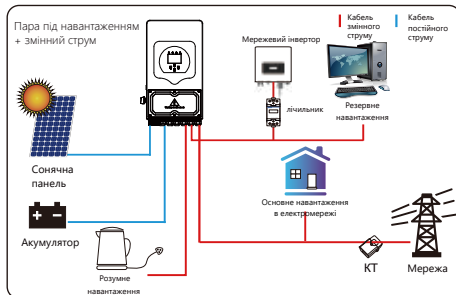 Пара під навантаженням
+ змінний струм
Мережевий інвертор
Кабель
змінного
струму
Кабель
постійного
струму
лічильник
Резервне
навантаження
Сонячна
панель
Основне навантаження
в електромережі
Акумулятор
Розумне
навантаження
КТ
Мережа